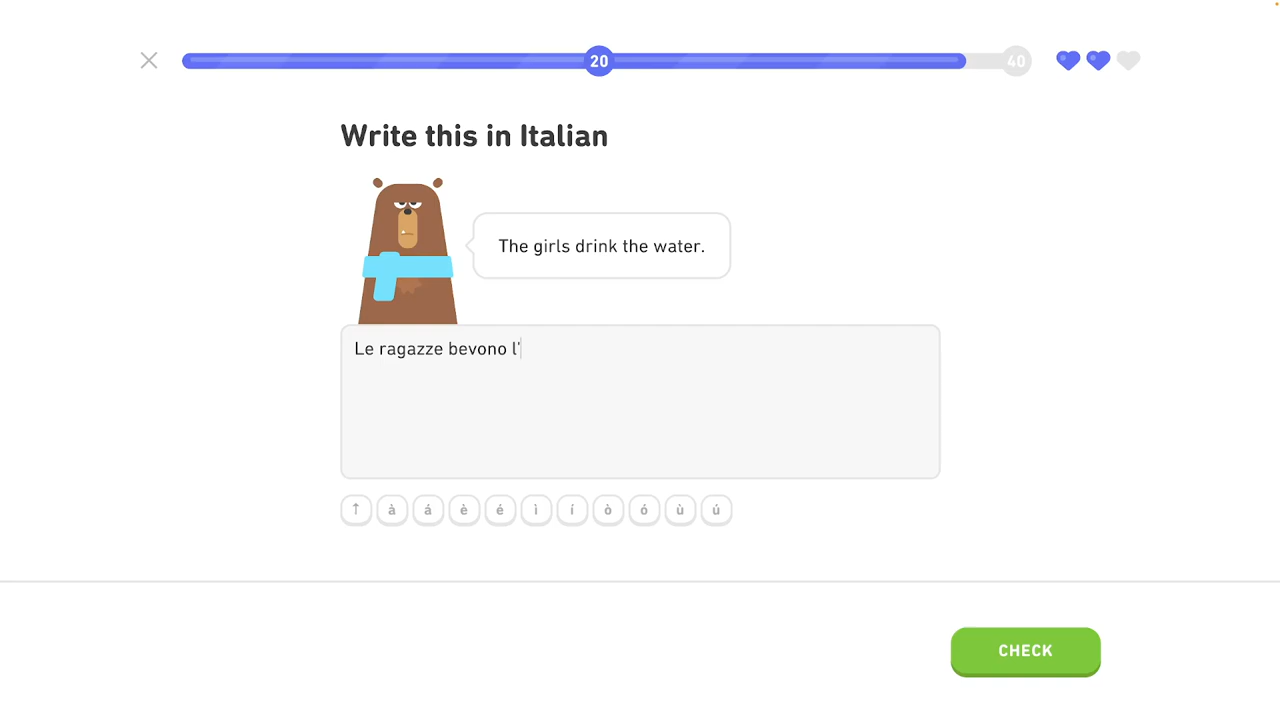 20
40
Write this in Italian
The girls drink the water.
Le ragazze bevono l'
↑ à á è é ì í ò ó ù ú
CHECK